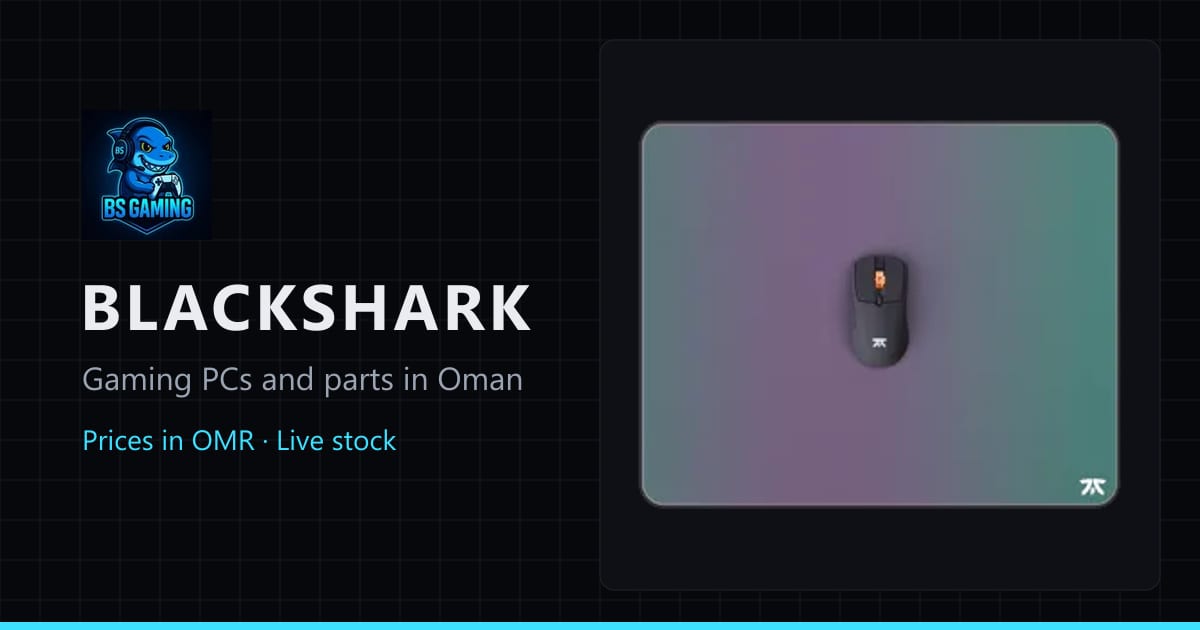 BS
BS GAMING
BLACKSHARK
Gaming PCs and parts in Oman
Prices in OMR · Live stock